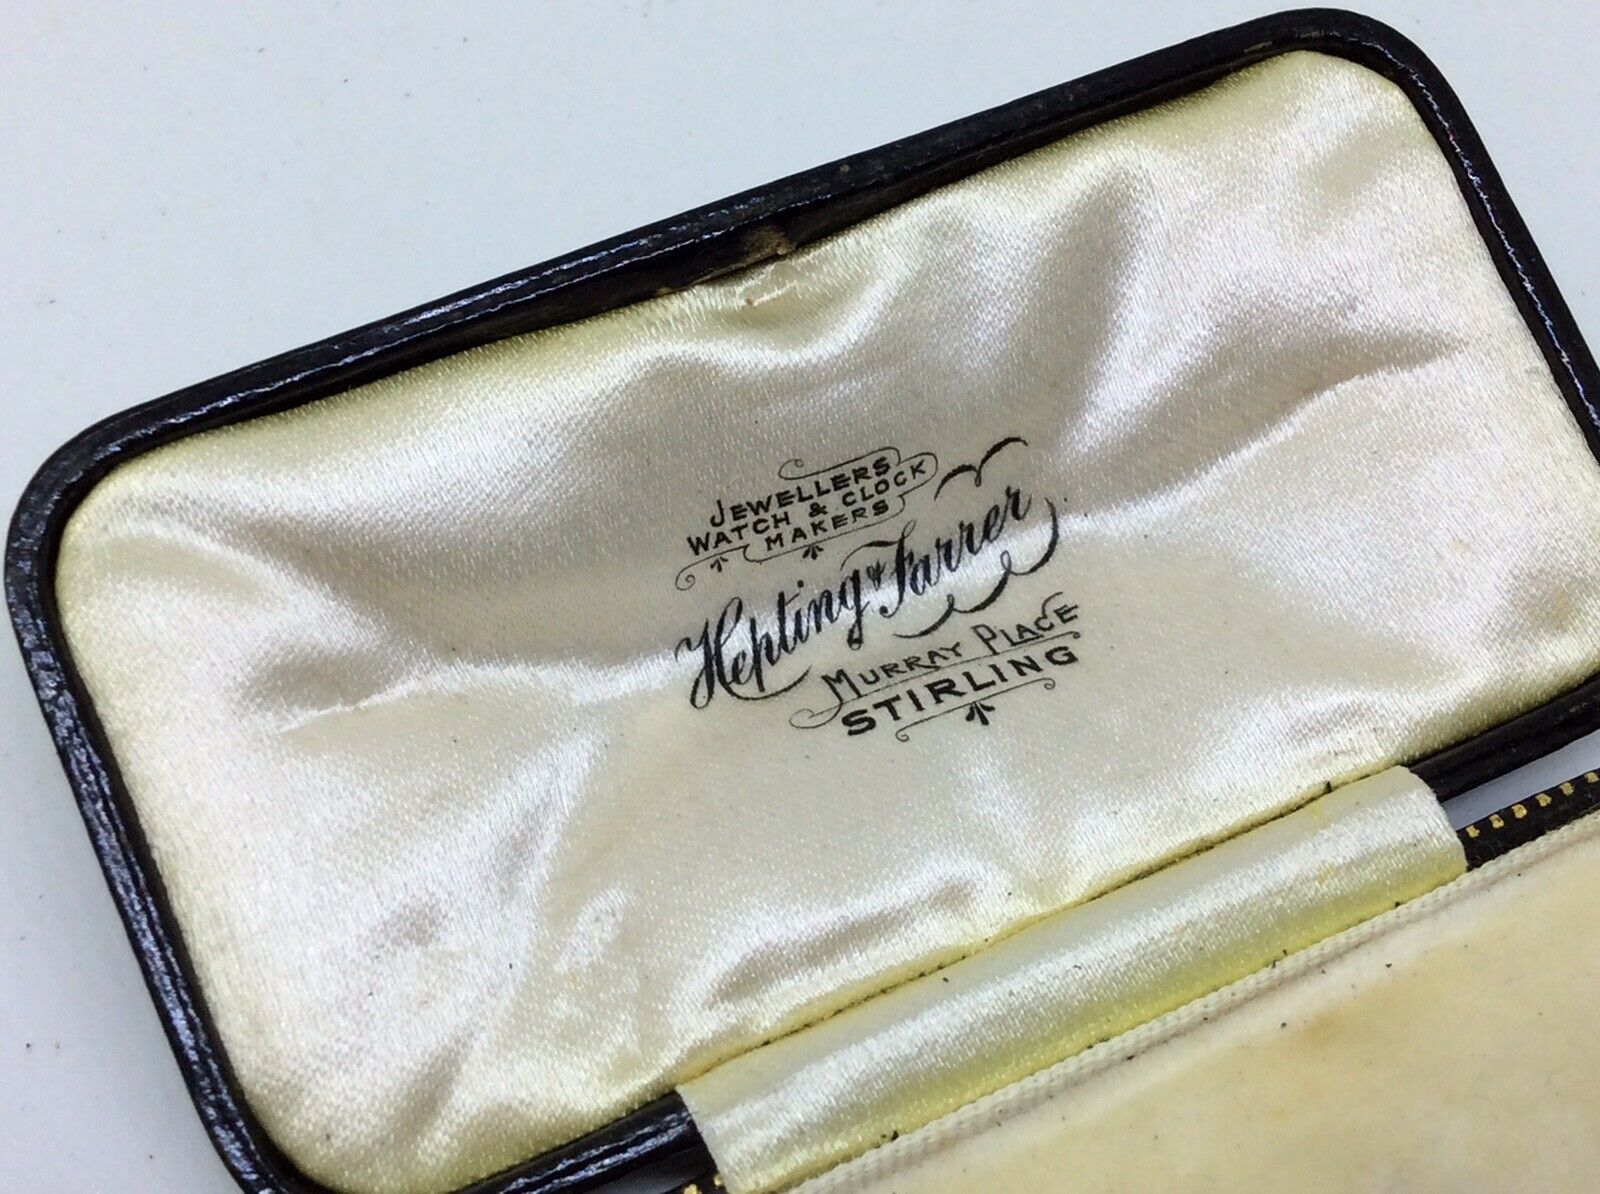 JEWELLERS
WATCH & CLOCK
MAKERS
Hepting & Farrer
MURRAY PLACE
STIRLING